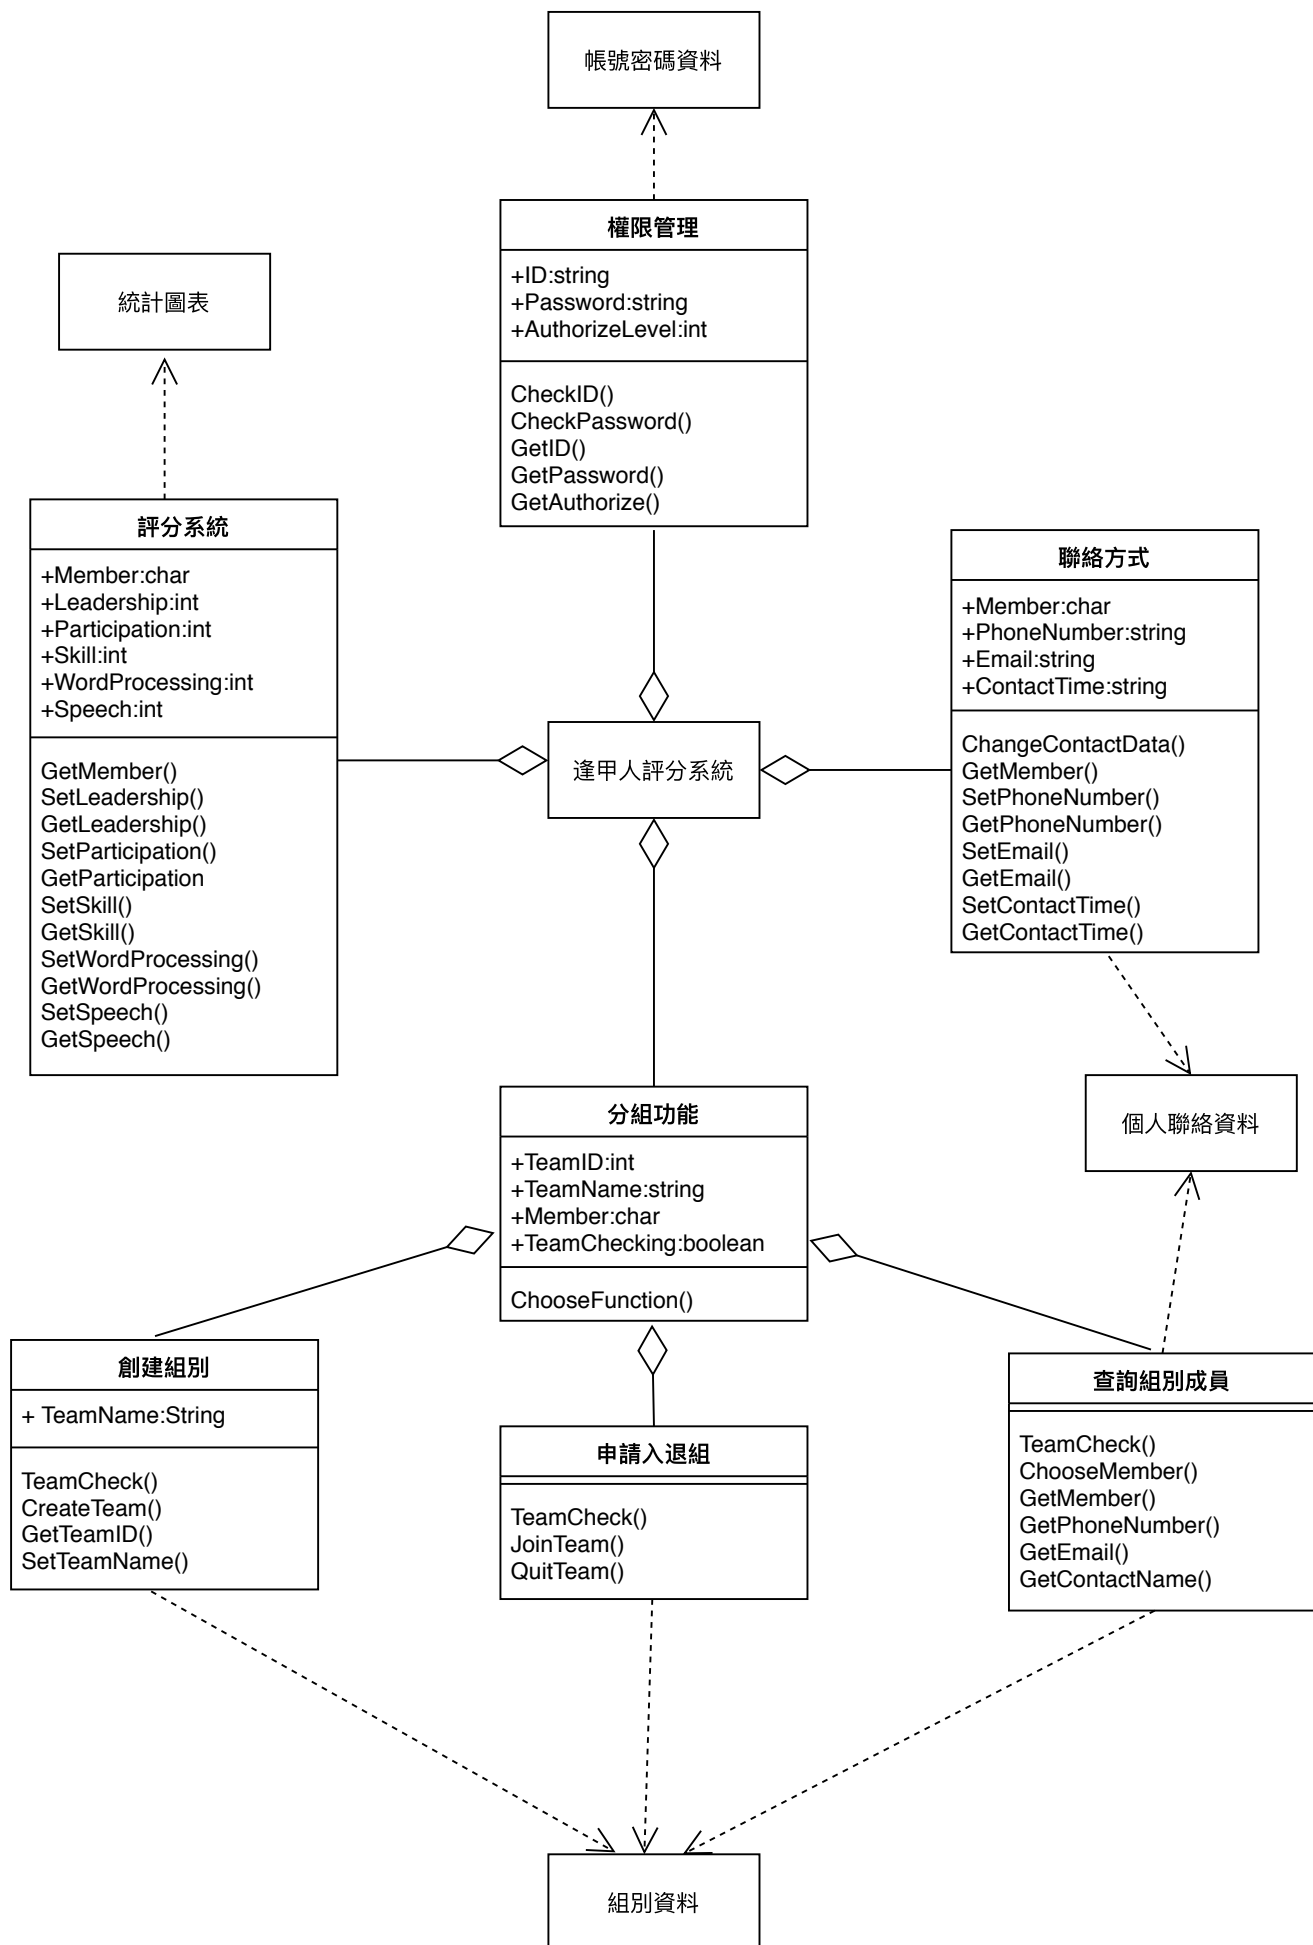 帳號密碼資料
權限管理
+ID:string
+Password:string
+AuthorizeLevel:int
CheckID()
CheckPassword()
GetID()
GetPassword()
GetAuthorize()
統計圖表
評分系統
+Member:char
+Leadership:int
+Participation:int
+Skill:int
+WordProcessing:int
+Speech:int
GetMember()
SetLeadership()
GetLeadership()
SetParticipation()
GetParticipation
SetSkill()
GetSkill()
SetWordProcessing()
GetWordProcessing()
SetSpeech()
GetSpeech()
逢甲人評分系統
聯絡方式
+Member:char
+PhoneNumber:string
+Email:string
+ContactTime:string
ChangeContactData()
GetMember()
SetPhoneNumber()
GetPhoneNumber()
SetEmail()
GetEmail()
SetContactTime()
GetContactTime()
個人聯絡資料
分組功能
+TeamID:int
+TeamName:string
+Member:char
+TeamChecking:boolean
ChooseFunction()
創建組別
+ TeamName:String
TeamCheck()
CreateTeam()
GetTeamID()
SetTeamName()
申請入退組
TeamCheck()
JoinTeam()
QuitTeam()
查詢組別成員
TeamCheck()
ChooseMember()
GetMember()
GetPhoneNumber()
GetEmail()
GetContactName()
組別資料